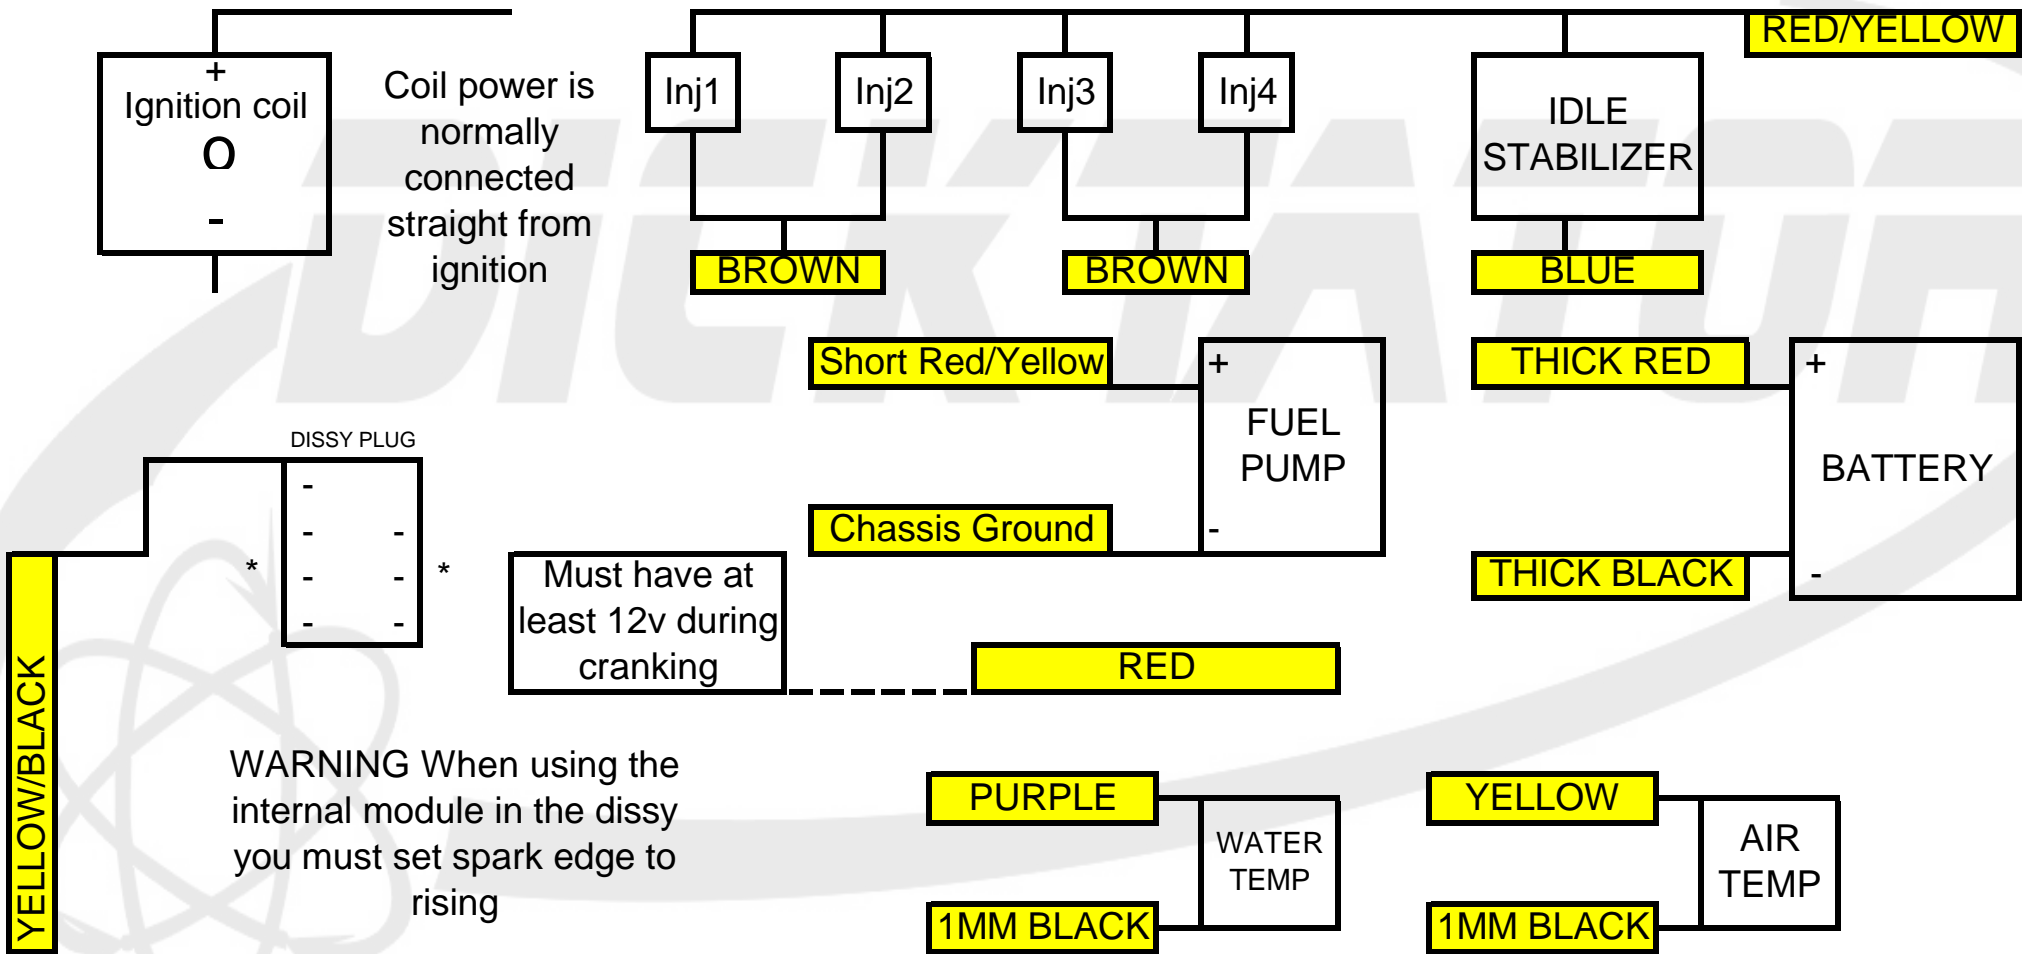 RED/YELLOW
+
Ignition coil
O
-
Coil power is
normally
connected
straight from
ignition
Inj1
Inj2
Inj3
Inj4
IDLE
STABILIZER
BROWN
BROWN
BLUE
DICKTATOR
Short Red/Yellow
+
FUEL
PUMP
-
Chassis Ground
THICK RED
+
BATTERY
-
THICK BLACK
DISSY PLUG
-
- -
* - - *
- -
Must have at
least 12v during
cranking
RED
YELLOW/BLACK
WARNING When using the
internal module in the dissy
you must set spark edge to
rising
PURPLE
WATER
TEMP
1MM BLACK
YELLOW
AIR
TEMP
1MM BLACK